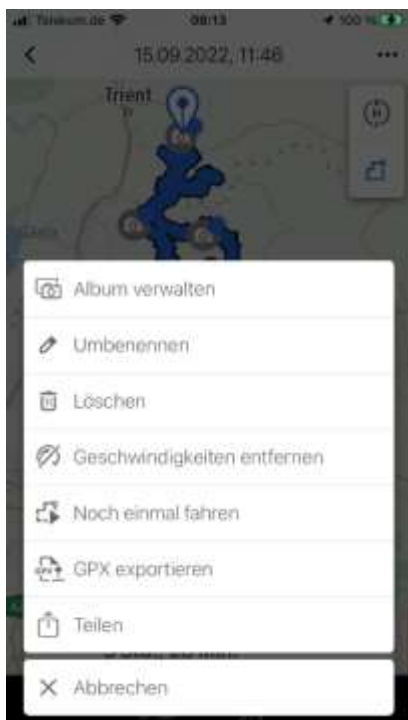 Telekom.de 08:13 100 %
15.09.2022, 11:46
Trient
Album verwalten
Umbenennen
Löschen
Geschwindigkeiten entfernen
Noch einmal fahren
GPX exportieren
Teilen
Abbrechen